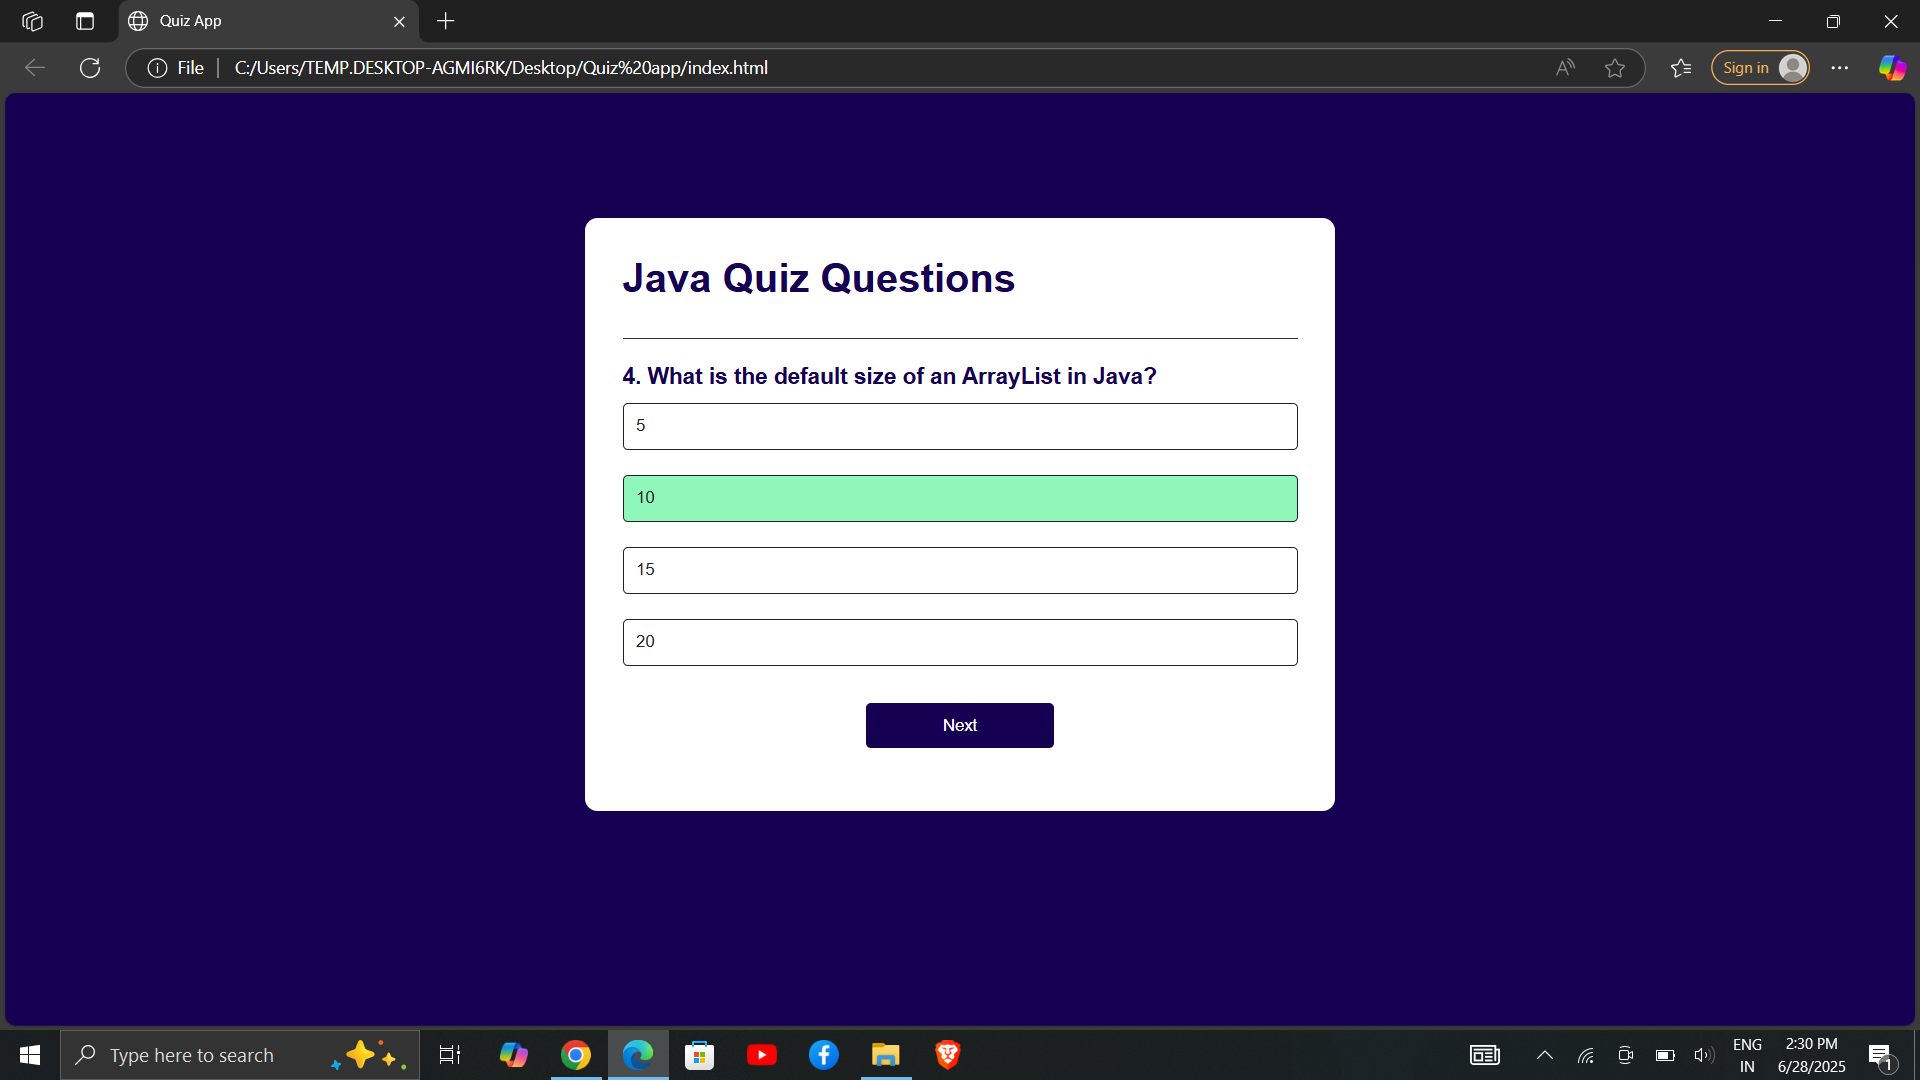 Quiz App
File
C:/Users/TEMP.DESKTOP-AGMI6RK/Desktop/Quiz%20app/index.html
Sign in
Java Quiz Questions
4. What is the default size of an ArrayList in Java?
5
10
15
20
Next
Type here to search
ENG
IN
2:30 PM
6/28/2025
1